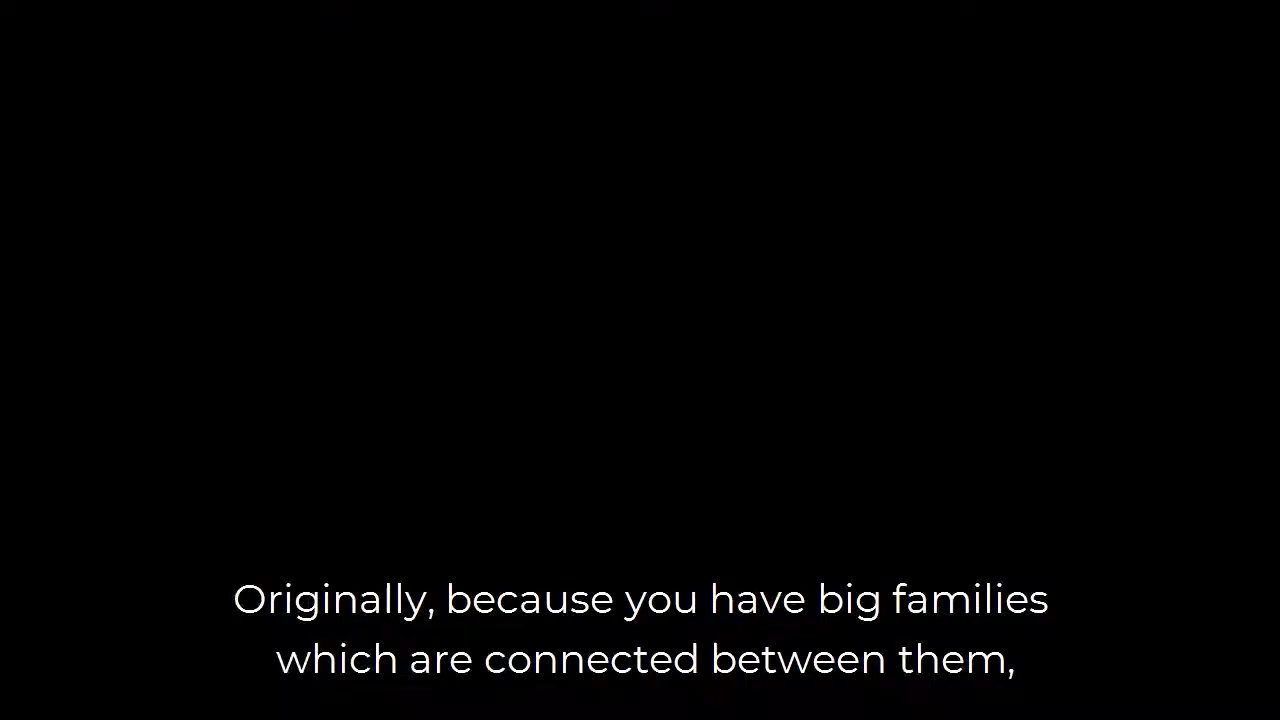 Originally, because you have big families
which are connected between them,